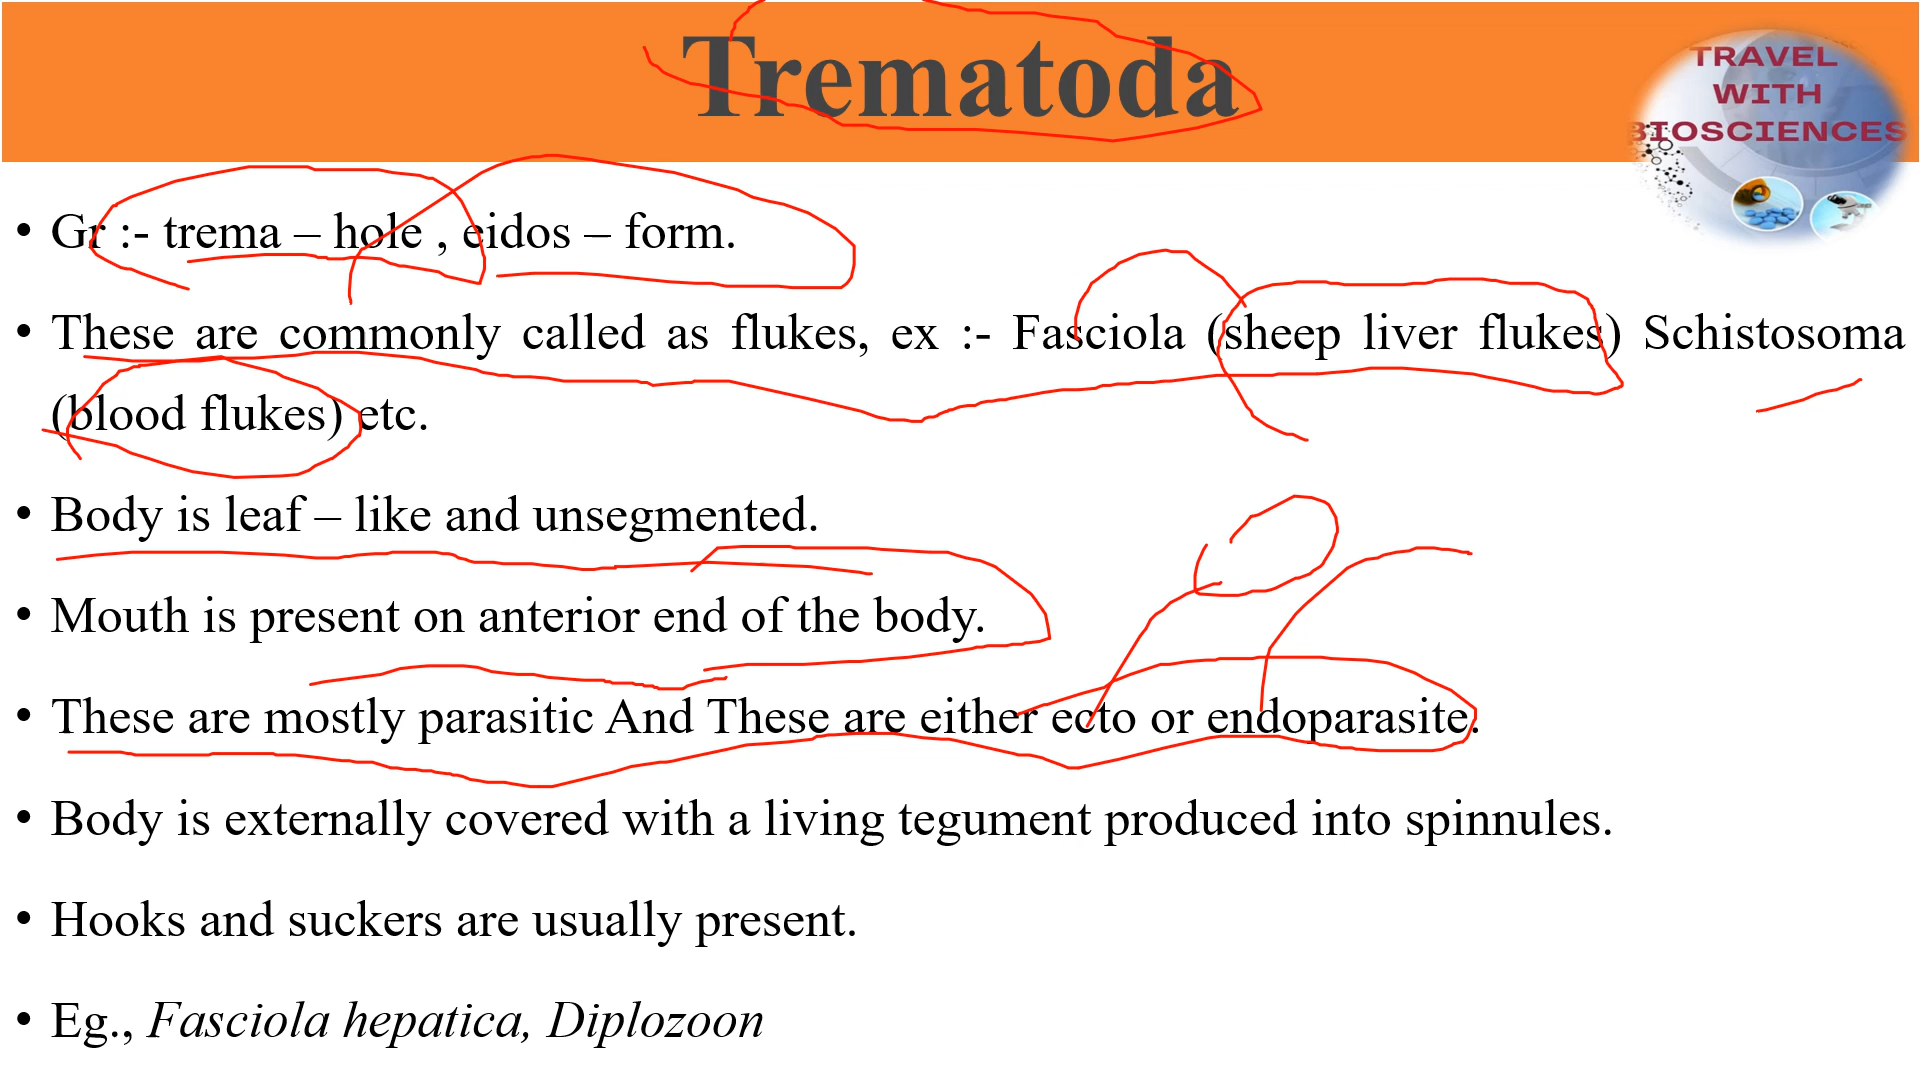 Trematoda
TRAVEL
WITH
BIOSCIENCES
• Gr :- trema – hole , eidos – form.
• These are commonly called as flukes, ex :- Fasciola (sheep liver flukes) Schistosoma
(blood flukes) etc.
• Body is leaf – like and unsegmented.
• Mouth is present on anterior end of the body.
• These are mostly parasitic And These are either ecto or endoparasite.
• Body is externally covered with a living tegument produced into spinnules.
• Hooks and suckers are usually present.
• Eg., Fasciola hepatica, Diplozoon